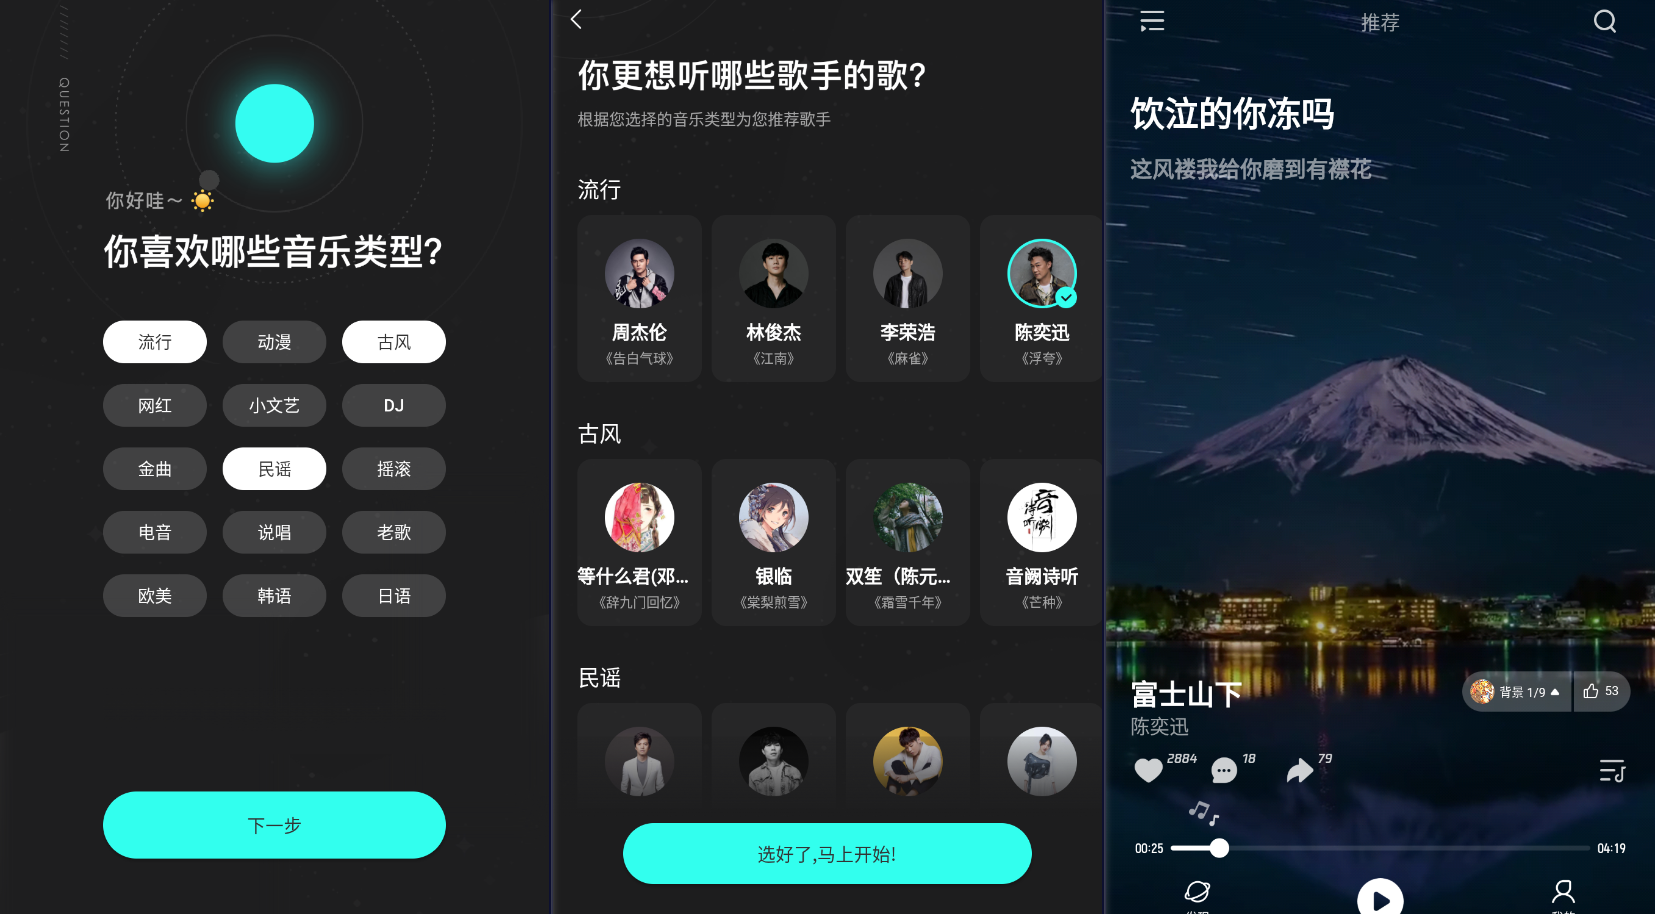 QUESTION
你好哇~
你喜欢哪些音乐类型?
流行 动漫 古风
网红 小文艺 DJ
金曲 民谣 摇滚
电音 说唱 老歌
欧美 韩语 日语
下一步
你更想听哪些歌手的歌?
根据您选择的音乐类型为您推荐歌手
流行
周杰伦 林俊杰 李荣浩 陈奕迅
《告白气球》 《江南》 《麻雀》 《浮夸》
古风
等什么君(邓... 银临 双笙（陈元... 音阙诗听
《辞九门回忆》 《棠梨煎雪》 《霜雪千年》 《芒种》
民谣
选好了,马上开始!
推荐
饮泣的你冻吗
这风褛我给你磨到有襟花
富士山下
背景 1/9 53
陈奕迅
2884 18 79
00:25 04:19